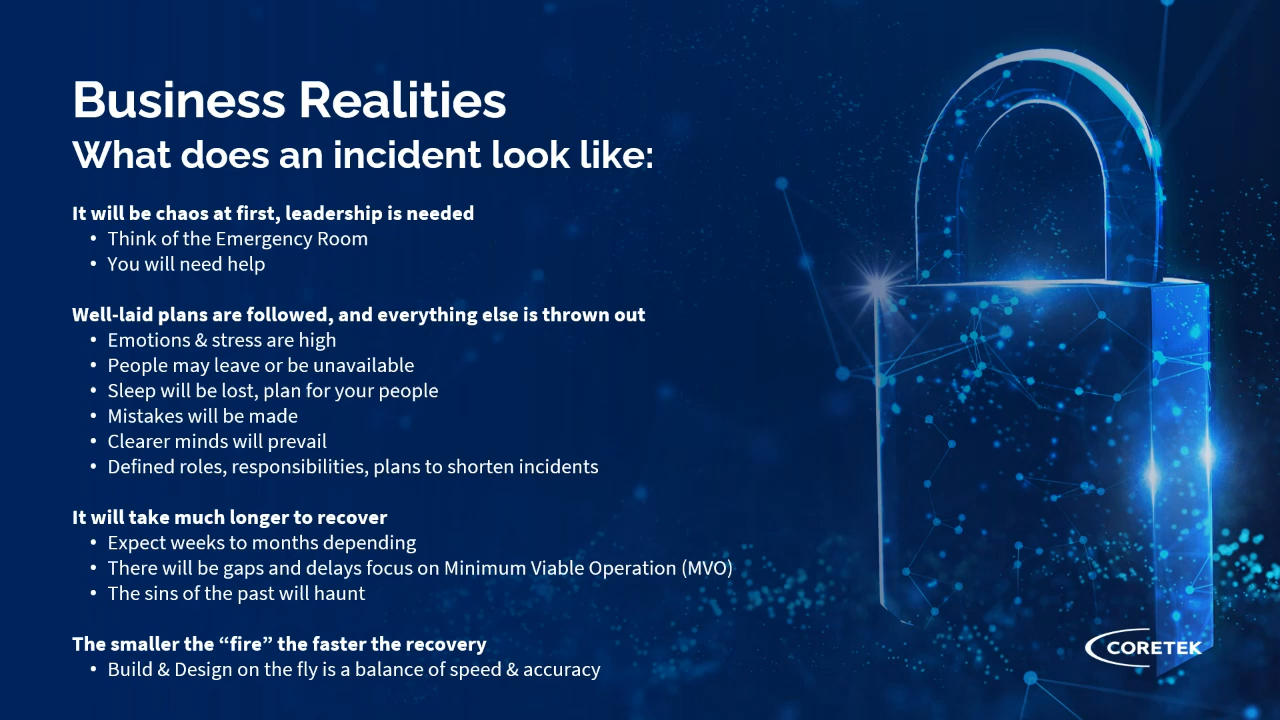 Business Realities
What does an incident look like:
It will be chaos at first, leadership is needed
• Think of the Emergency Room
• You will need help
Well-laid plans are followed, and everything else is thrown out
• Emotions & stress are high
• People may leave or be unavailable
• Sleep will be lost, plan for your people
• Mistakes will be made
• Clearer minds will prevail
• Defined roles, responsibilities, plans to shorten incidents
It will take much longer to recover
• Expect weeks to months depending
• There will be gaps and delays focus on Minimum Viable Operation (MVO)
• The sins of the past will haunt
The smaller the “fire” the faster the recovery
• Build & Design on the fly is a balance of speed & accuracy
CORETEK